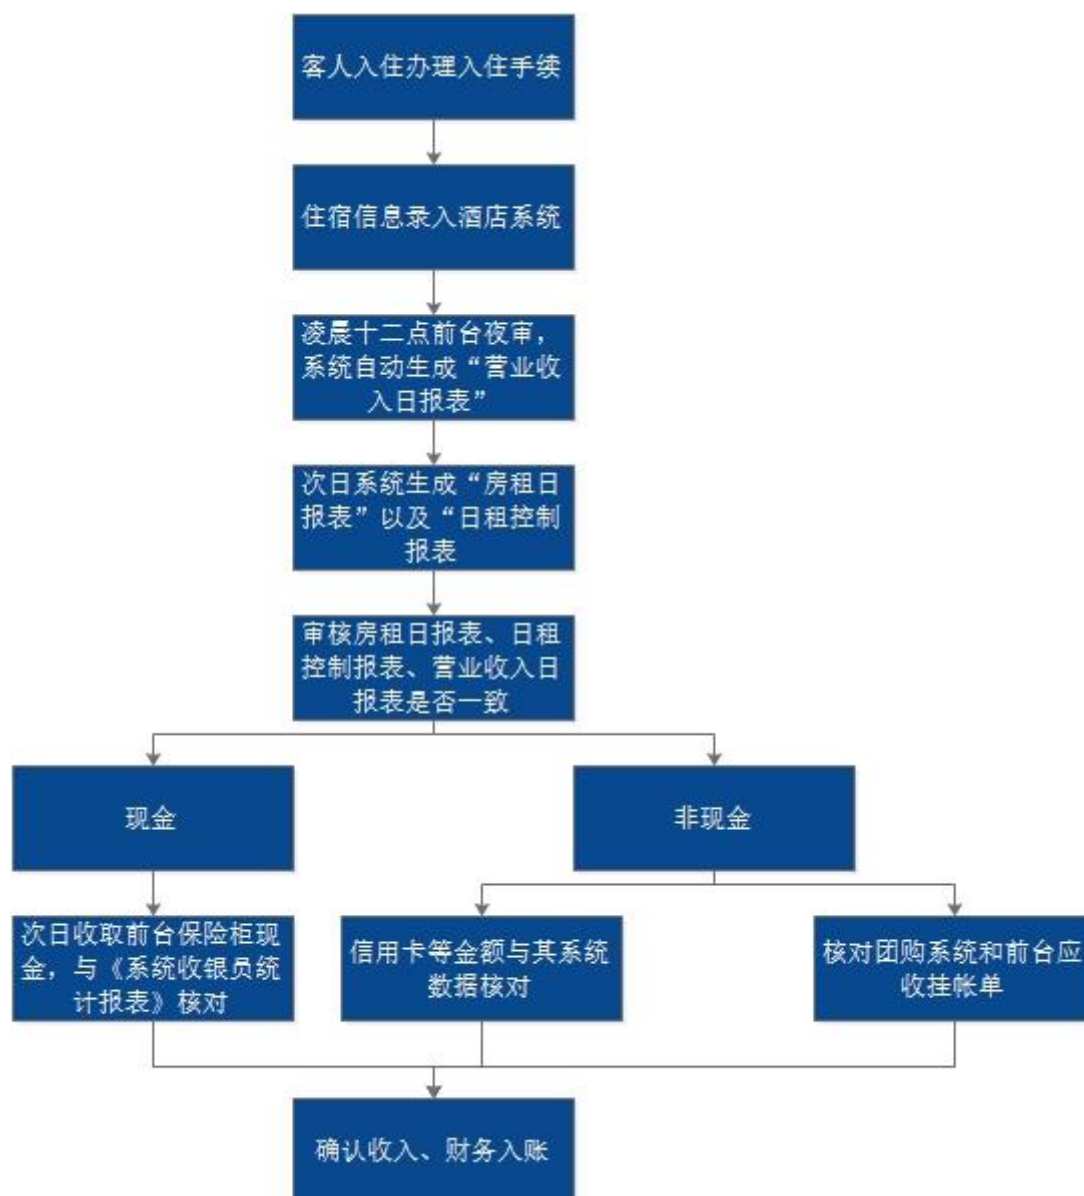 客人入住办理入住手续
住宿信息录入酒店系统
凌晨十二点前台夜审，
系统自动生成“营业收
入日报表”
次日系统生成“房租日
报表”以及“日租控制
报表
审核房租日报表、日租
控制报表、营业收入日
报表是否一致
现金
非现金
次日收取前台保险柜现
金，与《系统收银员统
计报表》核对
信用卡等金额与其系统
数据核对
核对团购系统和前台应
收挂帐单
确认收入、财务入账